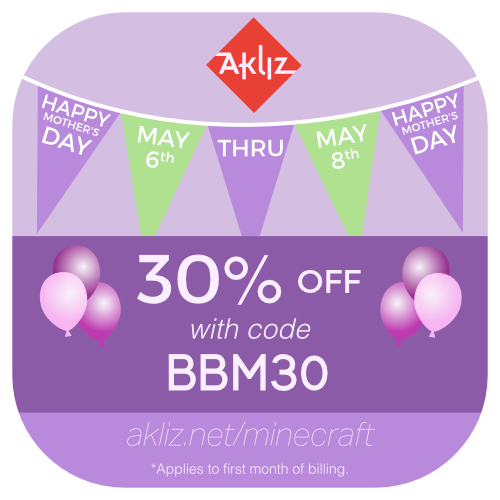 AKLIZ
HAPPY
MOTHER'S
DAY
MAY
6th
THRU
MAY
8th
HAPPY
MOTHER'S
DAY
30% OFF
with code
BBM30
akliz.net/minecraft
*Applies to first month of billing.